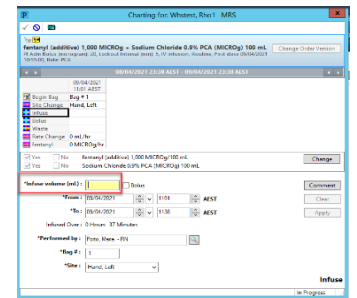 Charting for: Whstest, Rho1 MRS
fentanyl (additive) 1,000 MICROg + Sodium Chloride 0.9% PCA (MICROg) 100 mL
Change Order Version
09/04/2021 23:30 AEST - 09/04/2021 23:30 AEST
09/04/2021
11:01 AEST
Begin Bag Bag # 1
Site Change Hand, Left
Infuse
Bolus
Waste
Rate Change 0 mL/hr
fentanyl 0 MICROg/hr
Yes No fentanyl (additive) 1,000 MICROg/100 mL
Yes No Sodium Chloride 0.9% PCA (MICROg) 100 mL
Change
*Infuse volume (mL) : Bolus Comment
*From : 09/04/2021 1101 AEST Clear
*To : 09/04/2021 1138 AEST Apply
Infused Over : 0 Hours 37 Minutes
*Performed by : - RN
*Bag # : 1
*Site : Hand, Left
Infuse
In Progress